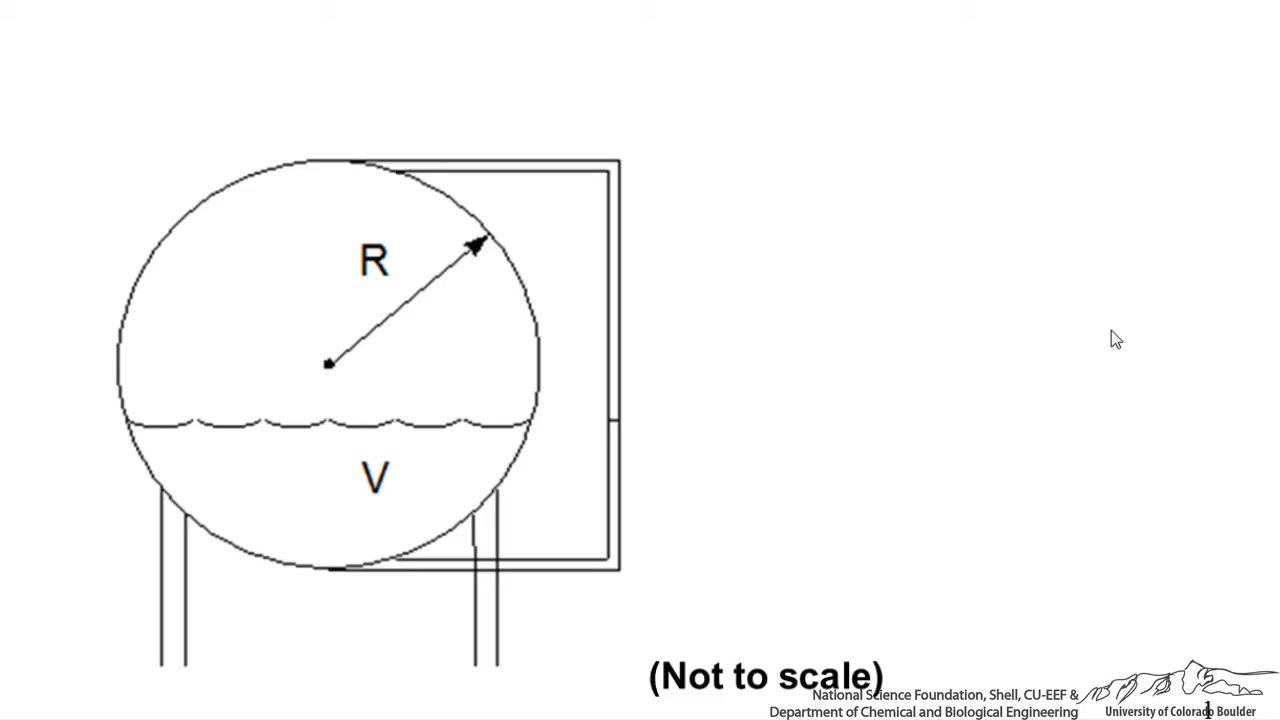 R
V
(Not to scale)
National Science Foundation, Shell, CU-EEF &
Department of Chemical and Biological Engineering
University of Colorado Boulder
1